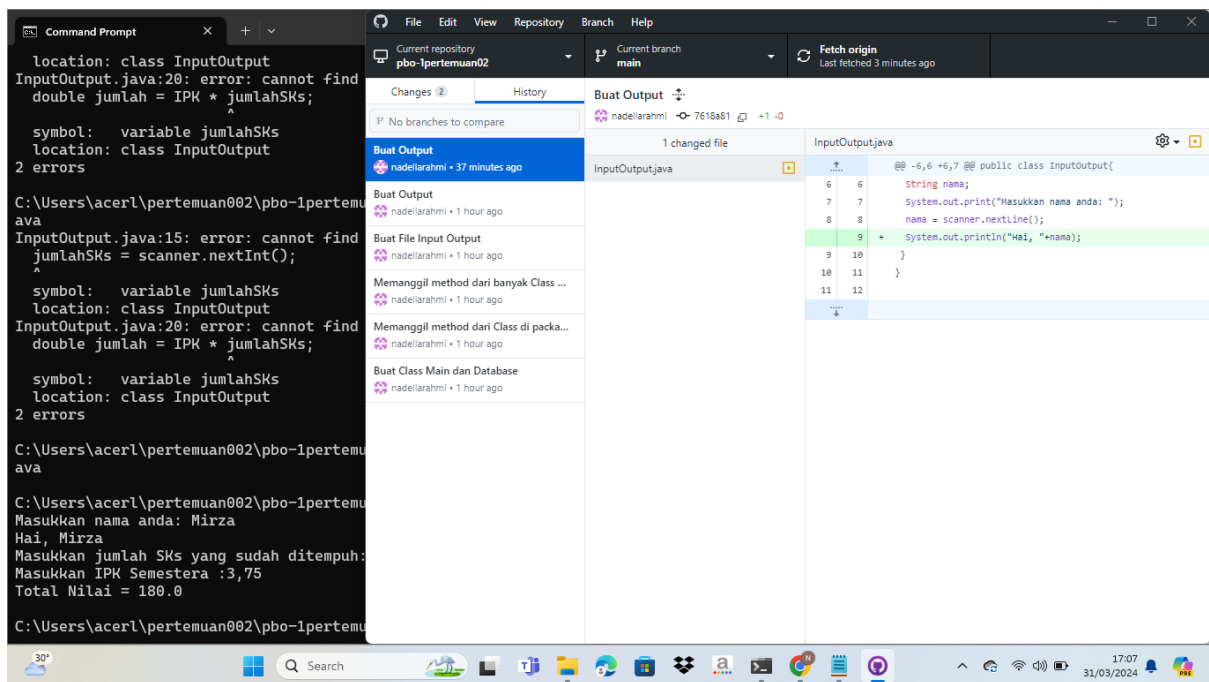 Command Prompt
location: class InputOutput
InputOutput.java:20: error: cannot find
double jumlah = IPK * jumlahSKs;
^
symbol:   variable jumlahSKs
location: class InputOutput
2 errors
C:\Users\acerl\pertemuan002\pbo-1pertemu
ava
InputOutput.java:15: error: cannot find
jumlahSKs = scanner.nextInt();
^
symbol:   variable jumlahSKs
location: class InputOutput
InputOutput.java:20: error: cannot find
double jumlah = IPK * jumlahSKs;
^
symbol:   variable jumlahSKs
location: class InputOutput
2 errors
C:\Users\acerl\pertemuan002\pbo-1pertemu
ava
C:\Users\acerl\pertemuan002\pbo-1pertemu
Masukkan nama anda: Mirza
Hai, Mirza
Masukkan jumlah SKs yang sudah ditempuh:
Masukkan IPK Semestera :3,75
Total Nilai = 180.0
C:\Users\acerl\pertemuan002\pbo-1pertemu
File Edit View Repository Branch Help
Current repository
pbo-1pertemuan02
Current branch
main
Fetch origin
Last fetched 3 minutes ago
Changes 2 History
No branches to compare
Buat Output
nadellarahmi • 37 minutes ago
Buat Output
nadellarahmi • 1 hour ago
Buat File Input Output
nadellarahmi • 1 hour ago
Memanggil method dari banyak Class ...
nadellarahmi • 1 hour ago
Memanggil method dari Class di packa...
nadellarahmi • 1 hour ago
Buat Class Main dan Database
nadellarahmi • 1 hour ago
Buat Output
nadellarahmi 7618a81 +1 -0
1 changed file
InputOutput.java
InputOutput.java
@@ -6,6 +6,7 @@ public class InputOutput{
6 6 String nama;
7 7 System.out.print("Masukkan nama anda: ");
8 8 nama = scanner.nextLine();
9 + System.out.println("Hai, "+nama);
9 10 }
10 11 }
11 12
30°
Search
a
17:07
31/03/2024
PRE